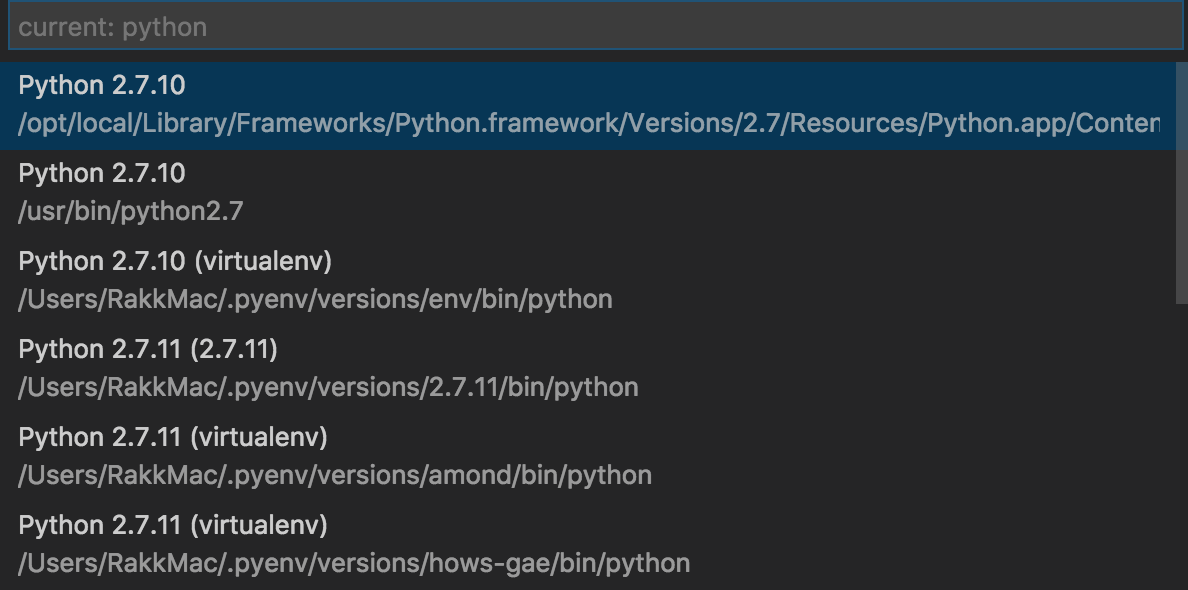 current: python
Python 2.7.10
/opt/local/Library/Frameworks/Python.framework/Versions/2.7/Resources/Python.app/Conten
Python 2.7.10
/usr/bin/python2.7
Python 2.7.10 (virtualenv)
/Users/RakkMac/.pyenv/versions/env/bin/python
Python 2.7.11 (2.7.11)
/Users/RakkMac/.pyenv/versions/2.7.11/bin/python
Python 2.7.11 (virtualenv)
/Users/RakkMac/.pyenv/versions/amond/bin/python
Python 2.7.11 (virtualenv)
/Users/RakkMac/.pyenv/versions/hows-gae/bin/python